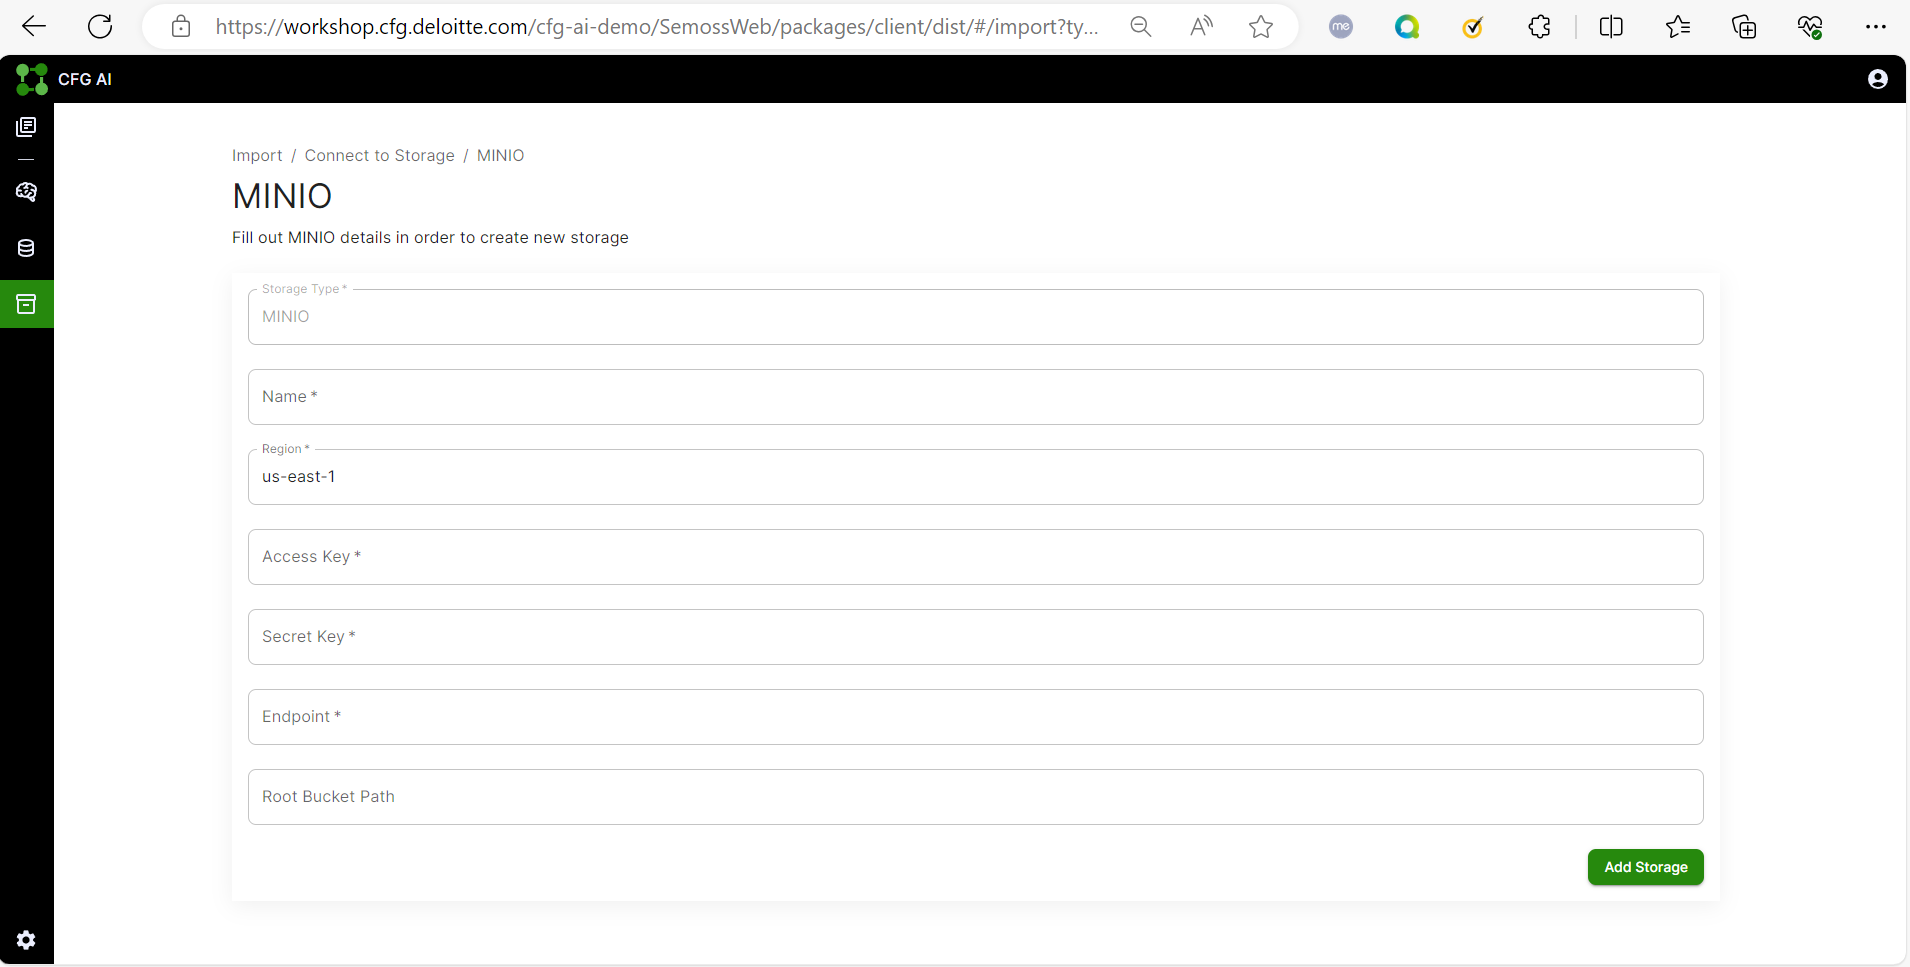 https://workshop.cfg.deloitte.com/cfg-ai-demo/SemossWeb/packages/client/dist/#/import?ty...
me
CFG AI
Import / Connect to Storage / MINIO
MINIO
Fill out MINIO details in order to create new storage
Storage Type *
MINIO
Name *
Region *
us-east-1
Access Key *
Secret Key *
Endpoint *
Root Bucket Path
Add Storage